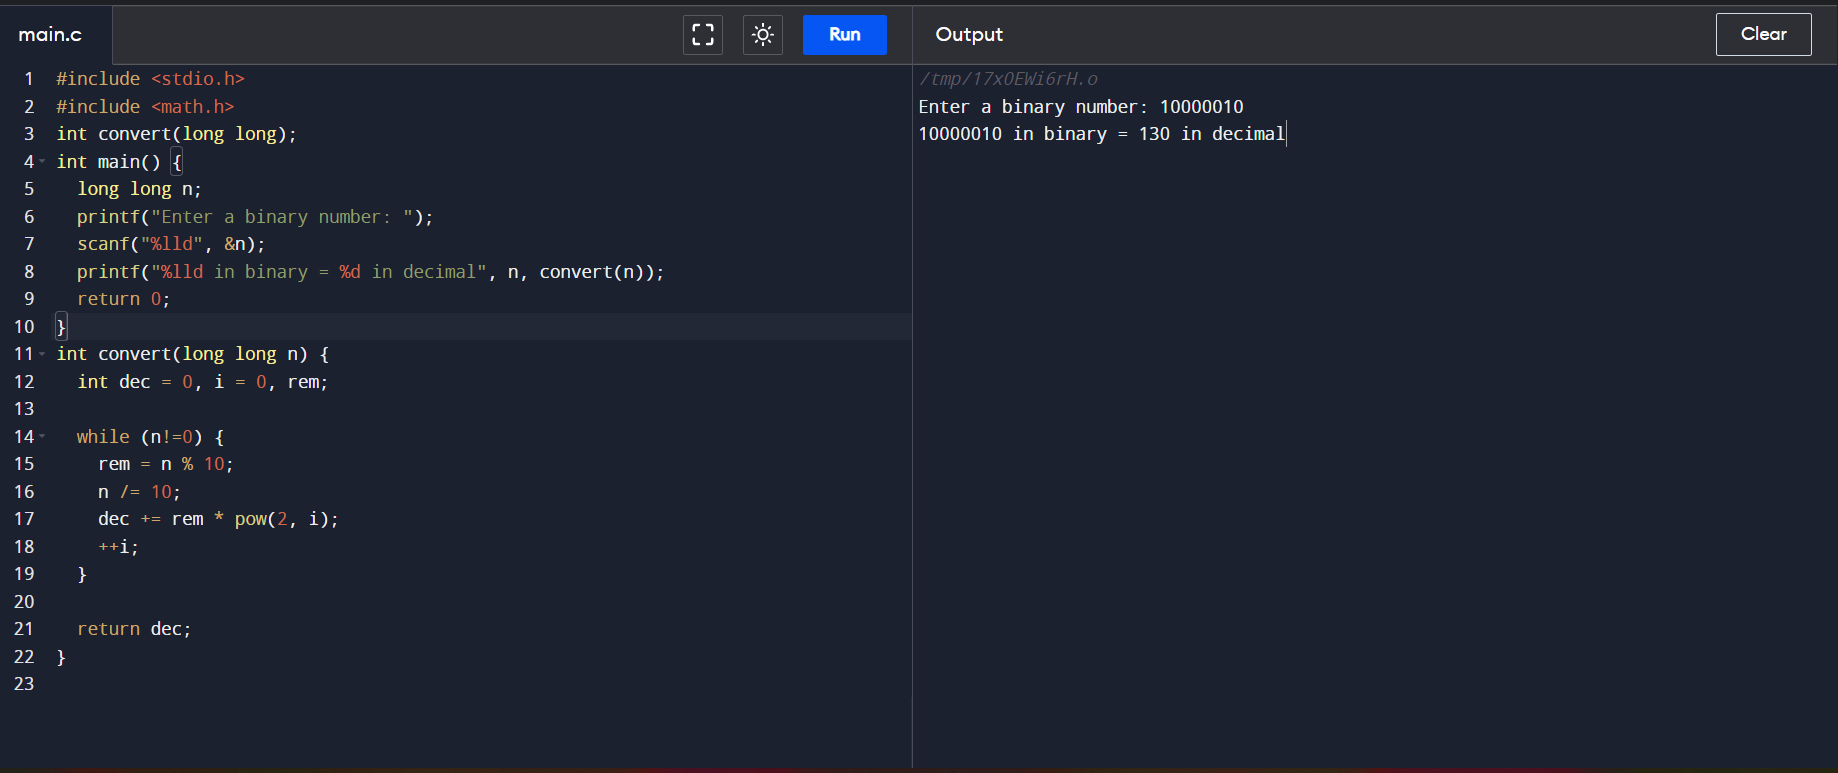 main.c
Run
1 #include <stdio.h>
2 #include <math.h>
3 int convert(long long);
4 int main() {
5   long long n;
6   printf("Enter a binary number: ");
7   scanf("%lld", &n);
8   printf("%lld in binary = %d in decimal", n, convert(n));
9   return 0;
10 }
11 int convert(long long n) {
12   int dec = 0, i = 0, rem;
13
14   while (n!=0) {
15     rem = n % 10;
16     n /= 10;
17     dec += rem * pow(2, i);
18     ++i;
19   }
20
21   return dec;
22 }
23
Output
Clear
/tmp/17xOEWi6rH.o
Enter a binary number: 10000010
10000010 in binary = 130 in decimal